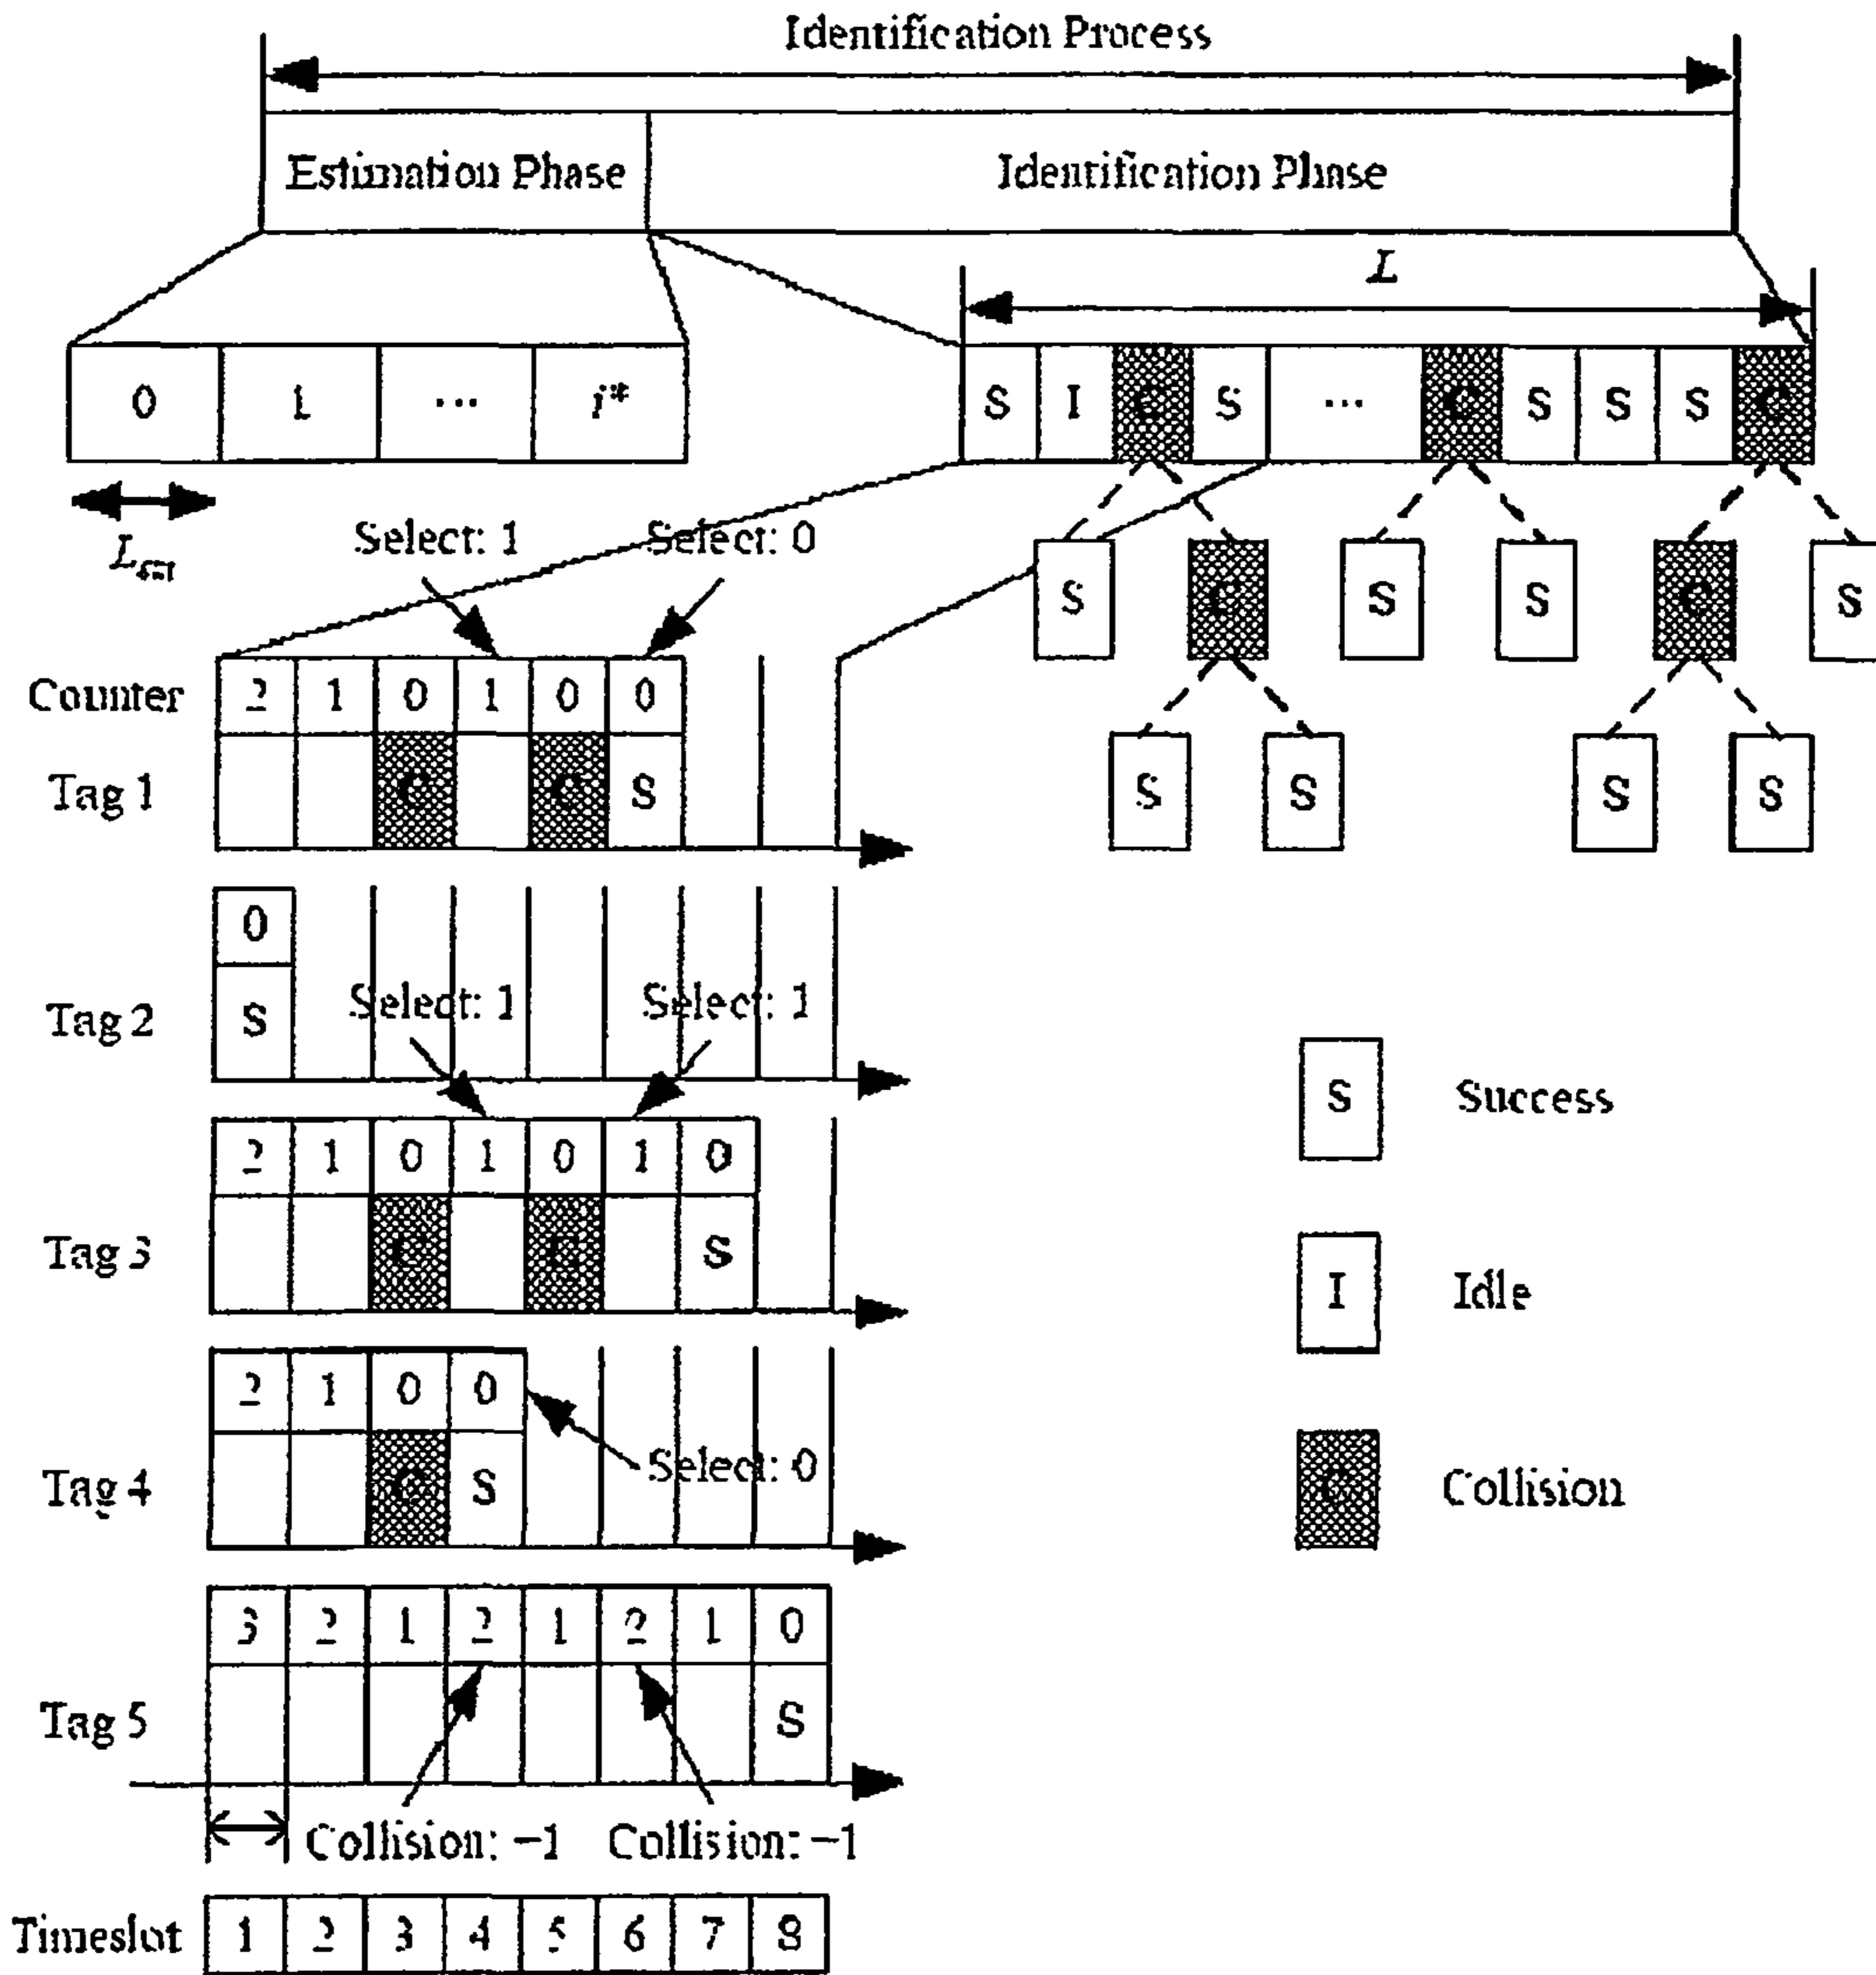 Identification Process
Estimation Phase Identification Phase
L
0 1 ... i* S I C S ... C S S S C
Select: 1 Select: 0
S C S S C S
Counter 2 1 0 1 0 0
Tag 1 C C S
S S S S
0
Tag 2 S
Select: 1 Select: 1
2 1 0 1 0 1 0
Tag 3 C C S
2 1 0 0
Tag 4 C S
Select: 0
3 2 1 2 1 2 1 0
Tag 5 S
Collision: −1 Collision: −1
Timeslot 1 2 3 4 5 6 7 8
S Success
I Idle
C Collision